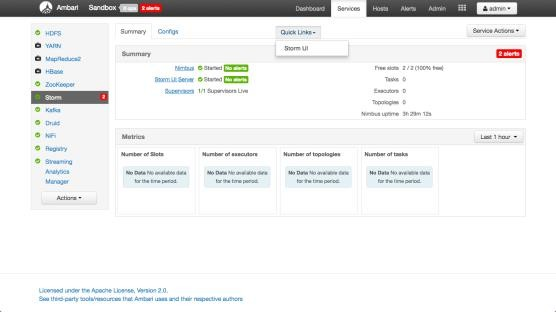 Ambari Sandbox 0 ops 2 alerts Dashboard Services Hosts Alerts Admin admin
HDFS
YARN
MapReduce2
HBase
ZooKeeper
Storm 2
Kafka
Druid
NiFi
Registry
Streaming
Analytics
Manager
Actions
Summary Configs Quick Links Service Actions
Storm UI
Summary 2 alerts
Nimbus Started No alerts
Storm UI Server Started No alerts
Supervisors 1/1 Supervisors Live
Free slots 2 / 2 (100% free)
Tasks 0
Executors 0
Topologies 0
Nimbus uptime 3h 29m 12s
Metrics Last 1 hour
Number of Slots
No Data No available data
for the time period.
Number of executors
No Data No available data
for the time period.
Number of topologies
No Data No available data
for the time period.
Number of tasks
No Data No available data
for the time period.
Licensed under the Apache License, Version 2.0.
See third-party tools/resources that Ambari uses and their respective authors